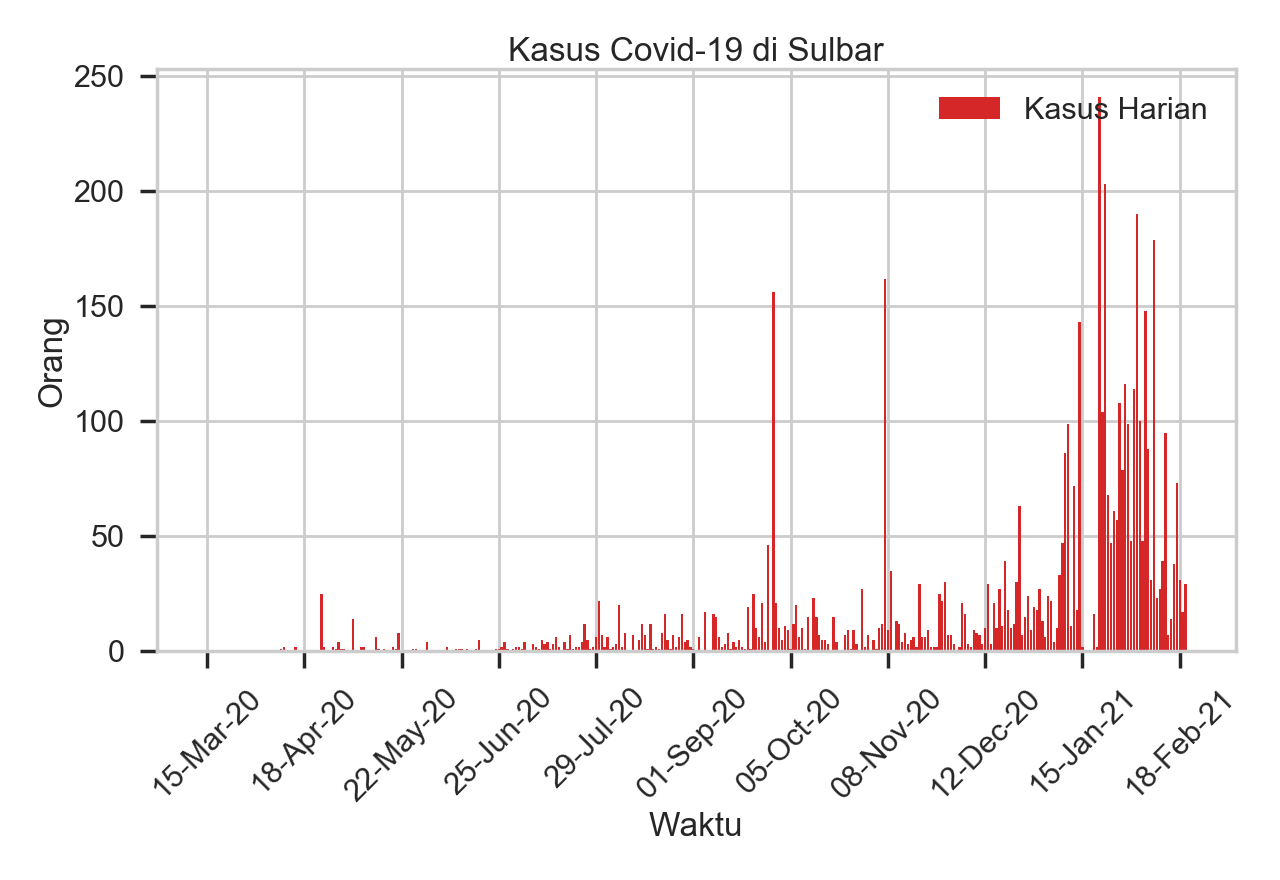 Kasus Covid-19 di Sulbar
Kasus Harian
Orang
250
200
150
100
50
0
15-Mar-20
18-Apr-20
22-May-20
25-Jun-20
29-Jul-20
01-Sep-20
05-Oct-20
08-Nov-20
12-Dec-20
15-Jan-21
18-Feb-21
Waktu